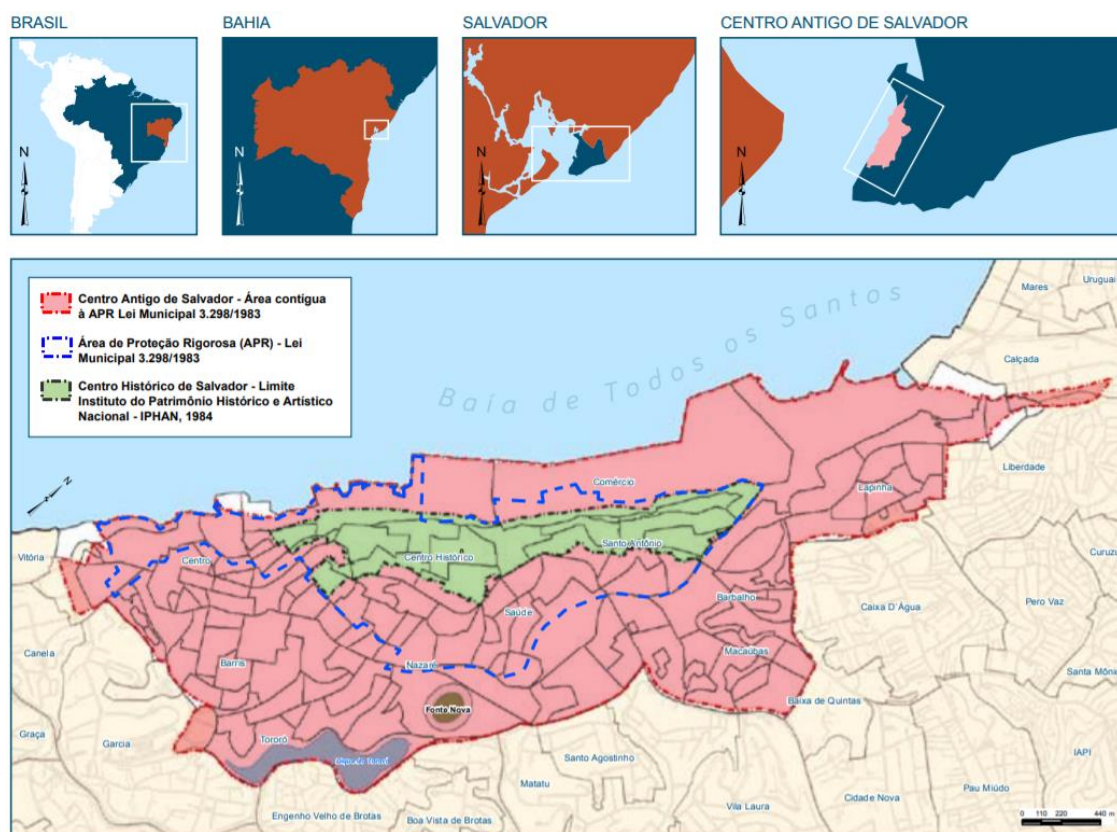 BRASIL
BAHIA
SALVADOR
CENTRO ANTIGO DE SALVADOR
N
N
N
N
Centro Antigo de Salvador - Área contígua
à APR Lei Municipal 3.298/1983
Área de Proteção Rigorosa (APR) - Lei
Municipal 3.298/1983
Centro Histórico de Salvador - Limite
Instituto do Patrimônio Histórico e Artístico
Nacional - IPHAN, 1984
Baía de Todos os Santos
Mares
Uruguai
Calçada
Liberdade
Lapinha
Comércio
N
Santo Antônio
Centro Histórico
Centro
Vitória
Curuzu
Saúde
Barbalho
Caixa D'Água
Pero Vaz
Canela
Barris
Nazaré
Macaúbas
Santa Môni
Baixa de Quintas
Fonte Nova
Graça
Garcia
Tororó
Santo Agostinho
IAPI
Matatu
Vila Laura
Cidade Nova
Pau Miúdo
Engenho Velho de Brotas
Boa Vista de Brotas
0 110 220 440